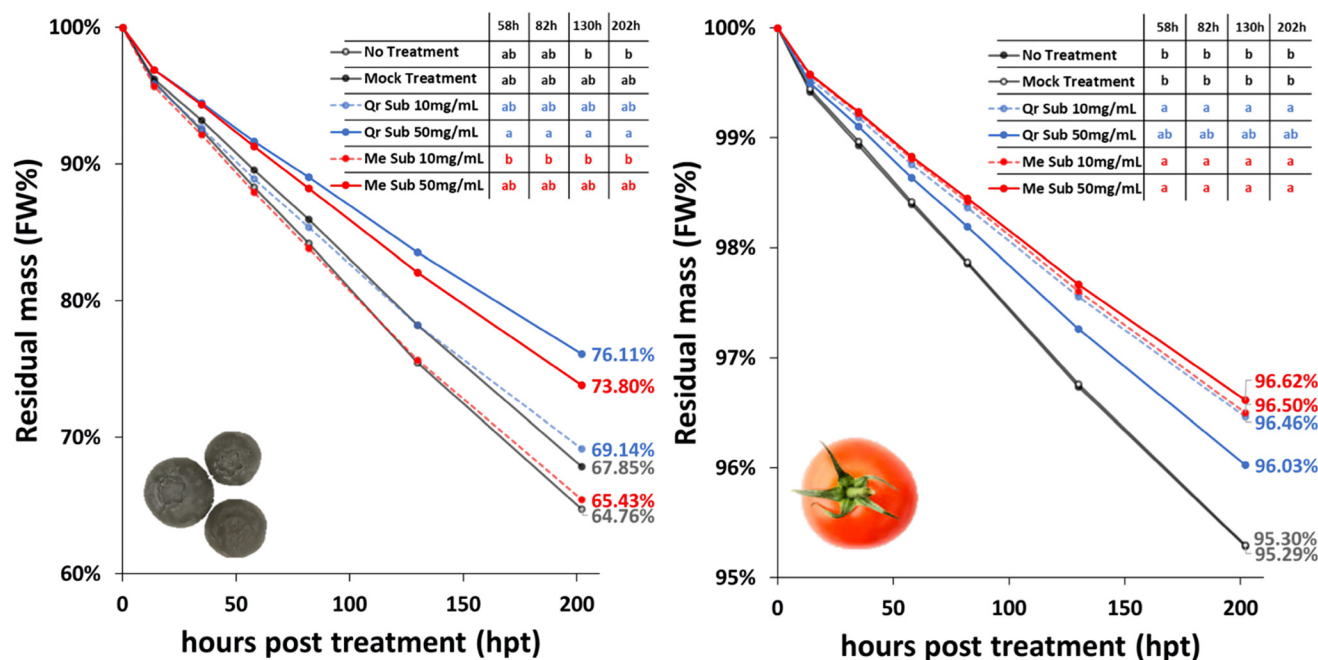 58h 82h 130h 202h
No Treatment ab ab b b
Mock Treatment ab ab ab ab
Qr Sub 10mg/mL ab ab ab ab
Qr Sub 50mg/mL a a a a
Me Sub 10mg/mL b b b b
Me Sub 50mg/mL ab ab ab ab
Residual mass (FW%)
100%
90%
80%
70%
60%
76.11%
73.80%
69.14%
67.85%
65.43%
64.76%
0 50 100 150 200
hours post treatment (hpt)
58h 82h 130h 202h
No Treatment b b b b
Mock Treatment b b b b
Qr Sub 10mg/mL a a a a
Qr Sub 50mg/mL ab ab ab ab
Me Sub 10mg/mL a a a a
Me Sub 50mg/mL a a a a
Residual mass (FW%)
100%
99%
98%
97%
96%
95%
96.62%
96.50%
96.46%
96.03%
95.30%
95.29%
0 50 100 150 200
hours post treatment (hpt)